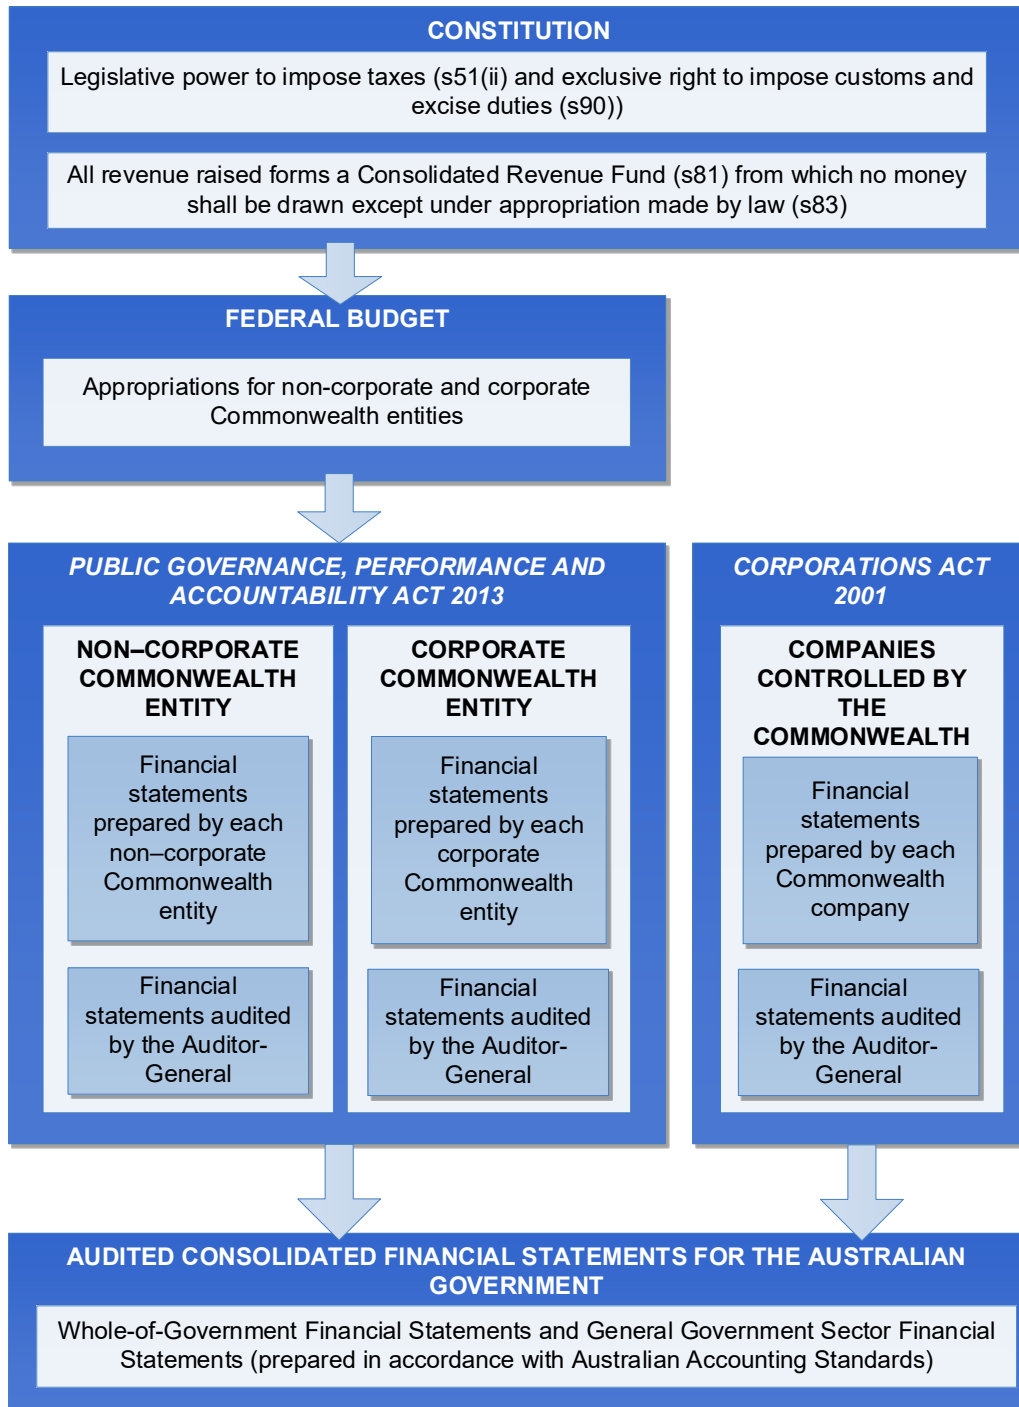 CONSTITUTION
Legislative power to impose taxes (s51(ii) and exclusive right to impose customs and
excise duties (s90))
All revenue raised forms a Consolidated Revenue Fund (s81) from which no money
shall be drawn except under appropriation made by law (s83)
FEDERAL BUDGET
Appropriations for non-corporate and corporate
Commonwealth entities
PUBLIC GOVERNANCE, PERFORMANCE AND
ACCOUNTABILITY ACT 2013
NON–CORPORATE
COMMONWEALTH
ENTITY
Financial
statements
prepared by each
non–corporate
Commonwealth
entity
Financial
statements audited
by the Auditor-
General
CORPORATE
COMMONWEALTH
ENTITY
Financial
statements
prepared by each
corporate
Commonwealth
entity
Financial
statements audited
by the Auditor-
General
CORPORATIONS ACT
2001
COMPANIES
CONTROLLED BY
THE
COMMONWEALTH
Financial
statements
prepared by each
Commonwealth
company
Financial
statements audited
by the Auditor-
General
AUDITED CONSOLIDATED FINANCIAL STATEMENTS FOR THE AUSTRALIAN
GOVERNMENT
Whole-of-Government Financial Statements and General Government Sector Financial
Statements (prepared in accordance with Australian Accounting Standards)